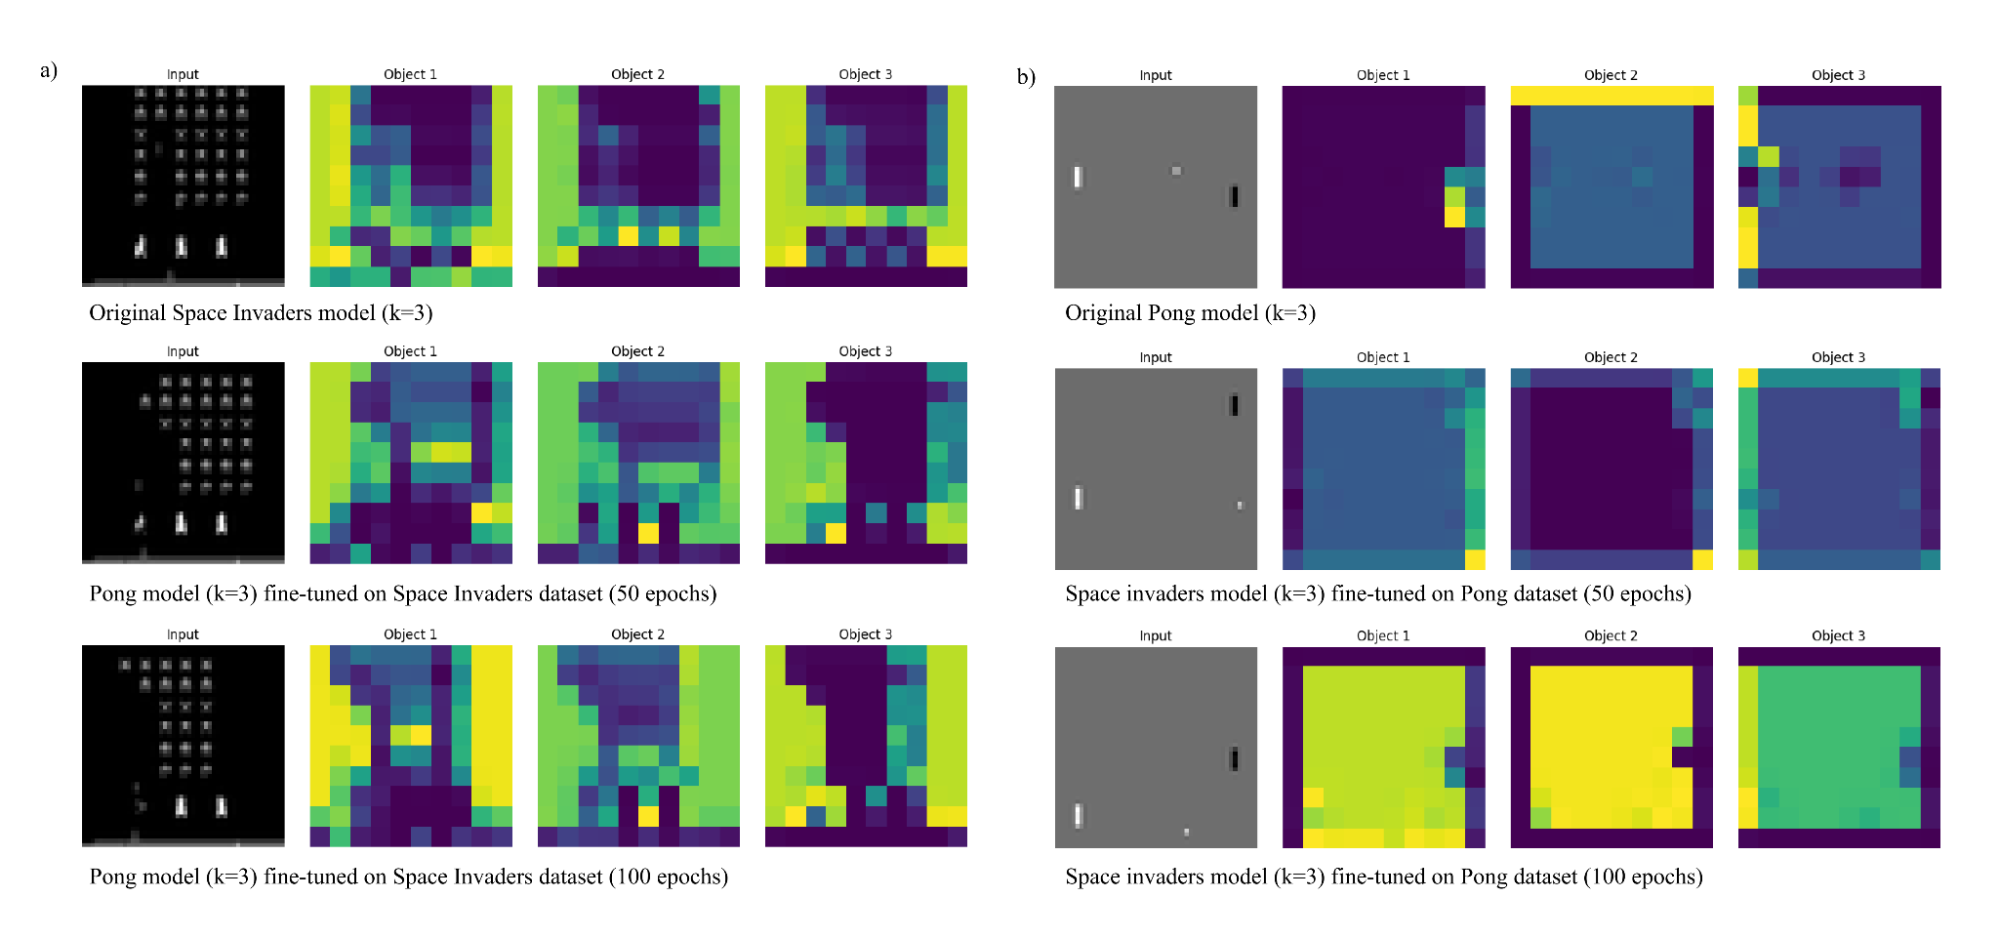 a)
Input
Object 1
Object 2
Object 3
Original Space Invaders model (k=3)
Input
Object 1
Object 2
Object 3
Pong model (k=3) fine-tuned on Space Invaders dataset (50 epochs)
Input
Object 1
Object 2
Object 3
Pong model (k=3) fine-tuned on Space Invaders dataset (100 epochs)
b)
Input
Object 1
Object 2
Object 3
Original Pong model (k=3)
Input
Object 1
Object 2
Object 3
Space invaders model (k=3) fine-tuned on Pong dataset (50 epochs)
Input
Object 1
Object 2
Object 3
Space invaders model (k=3) fine-tuned on Pong dataset (100 epochs)